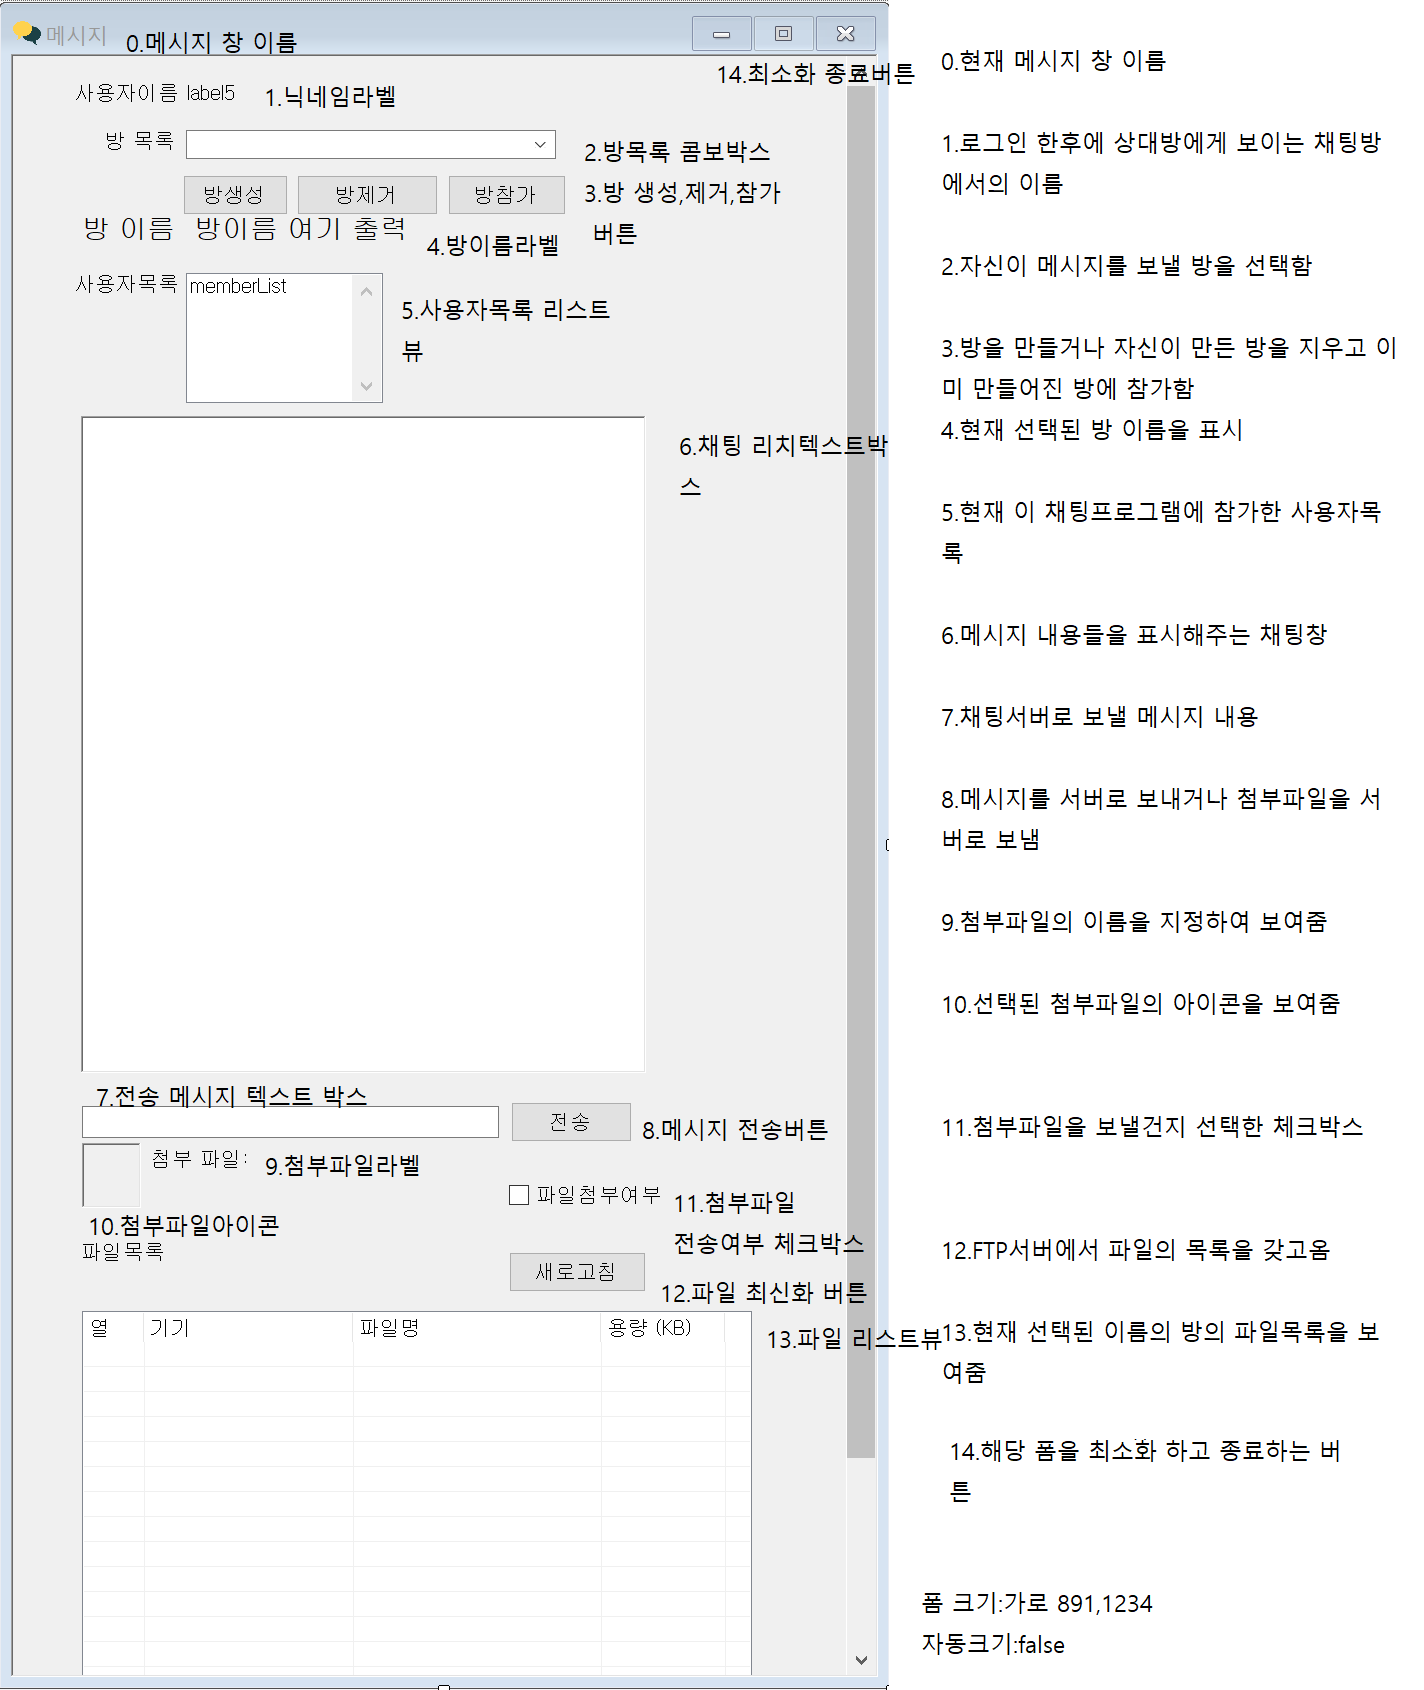 메시지
0.메시지 창 이름
14.최소화 종료버튼
사용자이름 label5
1.닉네임라벨
방 목록
2.방목록 콤보박스
방생성
방제거
방참가
3.방 생성,제거,참가
버튼
방 이름 방이름 여기 출력
4.방이름라벨
사용자목록
memberList
5.사용자목록 리스트
뷰
6.채팅 리치텍스트박
스
7.전송 메시지 텍스트 박스
전송
8.메시지 전송버튼
첨부 파일:
9.첨부파일라벨
파일첨부여부
11.첨부파일
전송여부 체크박스
10.첨부파일아이콘
파일목록
새로고침
12.파일 최신화 버튼
열 기기 파일명 용량 (KB)
13.파일 리스트뷰
0.현재 메시지 창 이름
1.로그인 한후에 상대방에게 보이는 채팅방
에서의 이름
2.자신이 메시지를 보낼 방을 선택함
3.방을 만들거나 자신이 만든 방을 지우고 이
미 만들어진 방에 참가함
4.현재 선택된 방 이름을 표시
5.현재 이 채팅프로그램에 참가한 사용자목
록
6.메시지 내용들을 표시해주는 채팅창
7.채팅서버로 보낼 메시지 내용
8.메시지를 서버로 보내거나 첨부파일을 서
버로 보냄
9.첨부파일의 이름을 지정하여 보여줌
10.선택된 첨부파일의 아이콘을 보여줌
11.첨부파일을 보낼건지 선택한 체크박스
12.FTP서버에서 파일의 목록을 갖고옴
13.현재 선택된 이름의 방의 파일목록을 보
여줌
14.해당 폼을 최소화 하고 종료하는 버
튼
폼 크기:가로 891,1234
자동크기:false